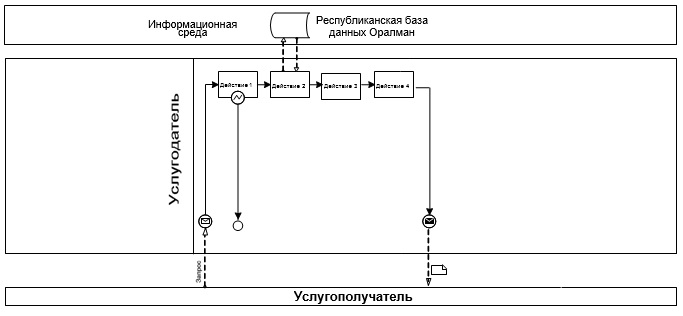 Информационная
среда
Республиканская база
данных Оралман
Действие 1
Действие 2
Действие 3
Действие 4
Услугодатель
Запрос
Услугополучатель